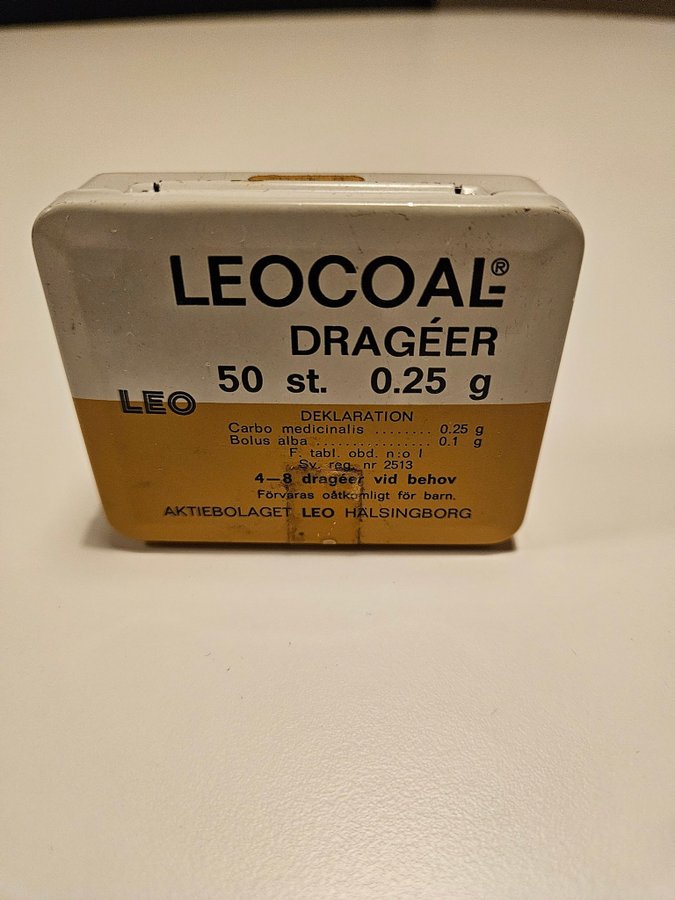 LEOCOAL®-
DRAGÉER
50 st. 0.25 g
LEO
DEKLARATION
Carbo medicinalis ........ 0.25 g
Bolus alba ............... 0.1 g
F. tabl. obd. n:o I
Sv. reg. nr 2513
4—8 dragéer vid behov
Förvaras oåtkomligt för barn.
AKTIEBOLAGET LEO HÄLSINGBORG